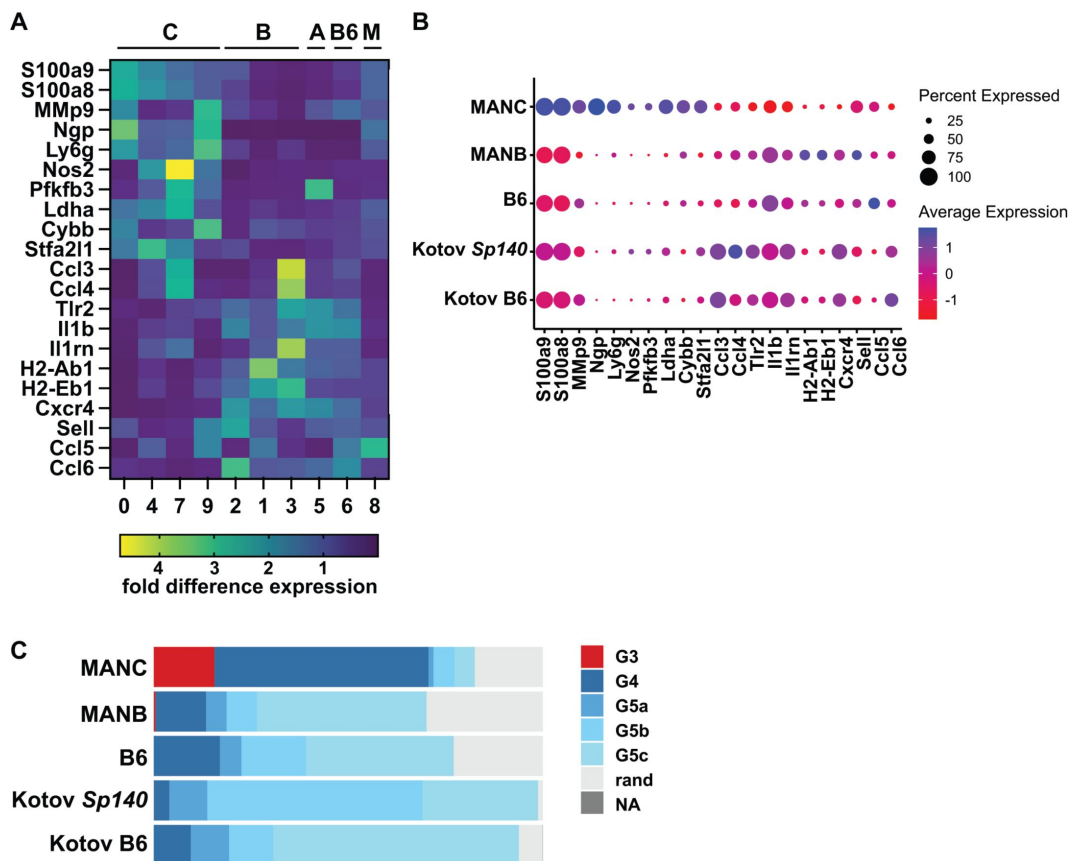 A
C B A B6 M
S100a9
S100a8
MMp9
Ngp
Ly6g
Nos2
Pfkfb3
Ldha
Cybb
Stfa2l1
Ccl3
Ccl4
Tlr2
Il1b
Il1rn
H2-Ab1
H2-Eb1
Cxcr4
Sell
Ccl5
Ccl6
0 4 7 9 2 1 3 5 6 8
4 3 2 1
fold difference expression
B
MANC
MANB
B6
Kotov Sp140
Kotov B6
S100a9 S100a8 MMp9 Ngp Ly6g Nos2 Pfkfb3 Ldha Cybb Stfa2l1 Ccl3 Ccl4 Tlr2 Il1b Il1rn H2-Ab1 H2-Eb1 Cxcr4 Sell Ccl5 Ccl6
Percent Expressed
25
50
75
100
Average Expression
1
0
-1
C
MANC
MANB
B6
Kotov Sp140
Kotov B6
G3
G4
G5a
G5b
G5c
rand
NA